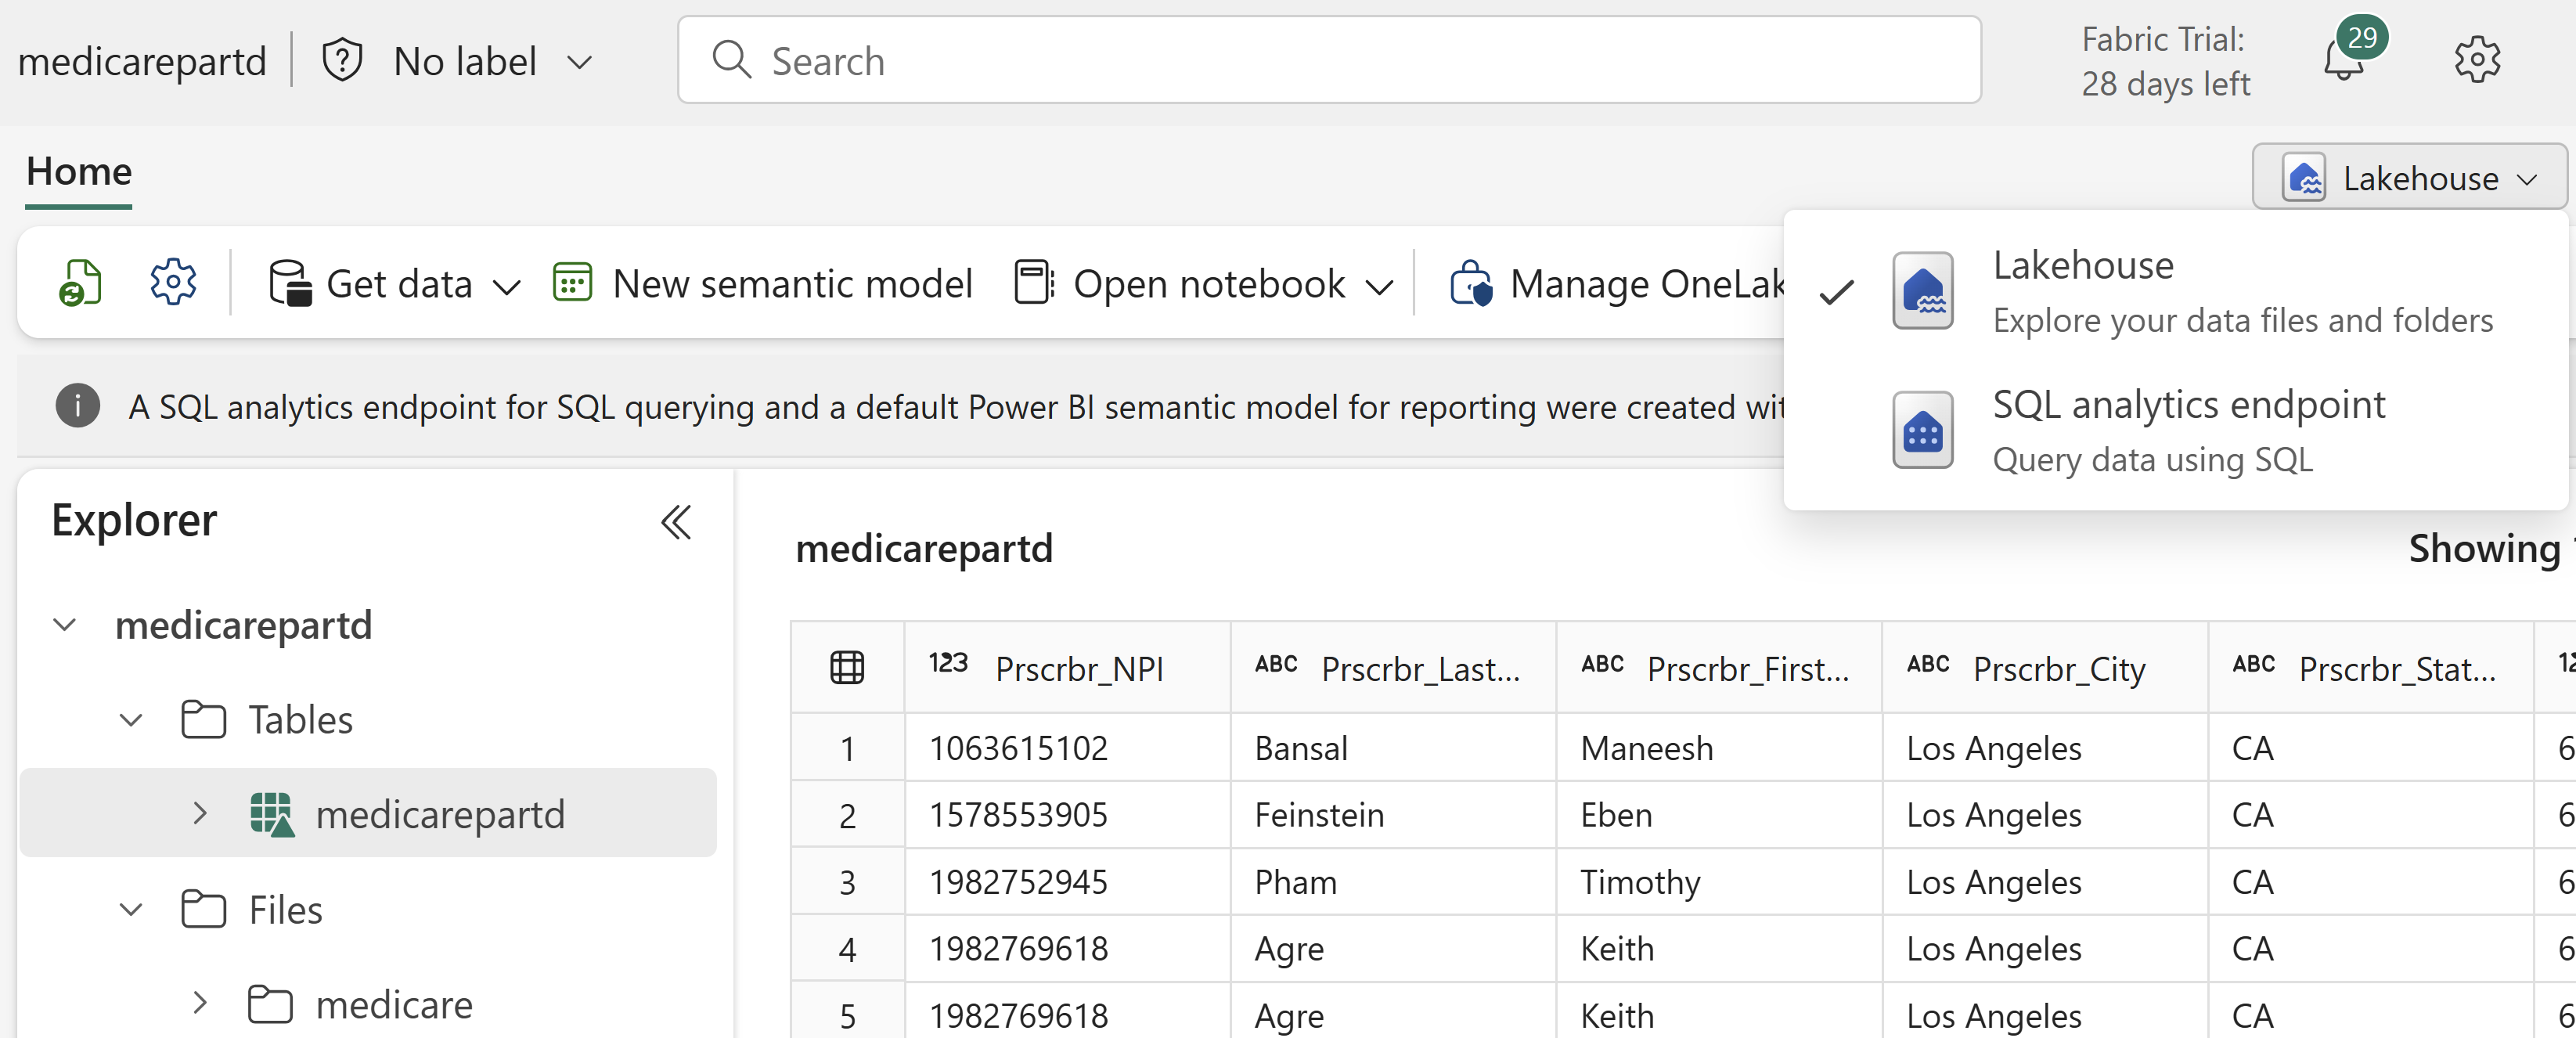 medicarepartd
No label
Search
Fabric Trial:
28 days left
29
Home
Lakehouse
Get data
New semantic model
Open notebook
Manage OneLak
Lakehouse
Explore your data files and folders
SQL analytics endpoint
Query data using SQL
A SQL analytics endpoint for SQL querying and a default Power BI semantic model for reporting were created wit
Explorer
medicarepartd
Tables
medicarepartd
Files
medicare
medicarepartd
Showing
123 Prscrbr_NPI ABC Prscrbr_Last... ABC Prscrbr_First... ABC Prscrbr_City ABC Prscrbr_Stat... 12
1 1063615102 Bansal Maneesh Los Angeles CA 6
2 1578553905 Feinstein Eben Los Angeles CA 6
3 1982752945 Pham Timothy Los Angeles CA 6
4 1982769618 Agre Keith Los Angeles CA 6
5 1982769618 Agre Keith Los Angeles CA 6